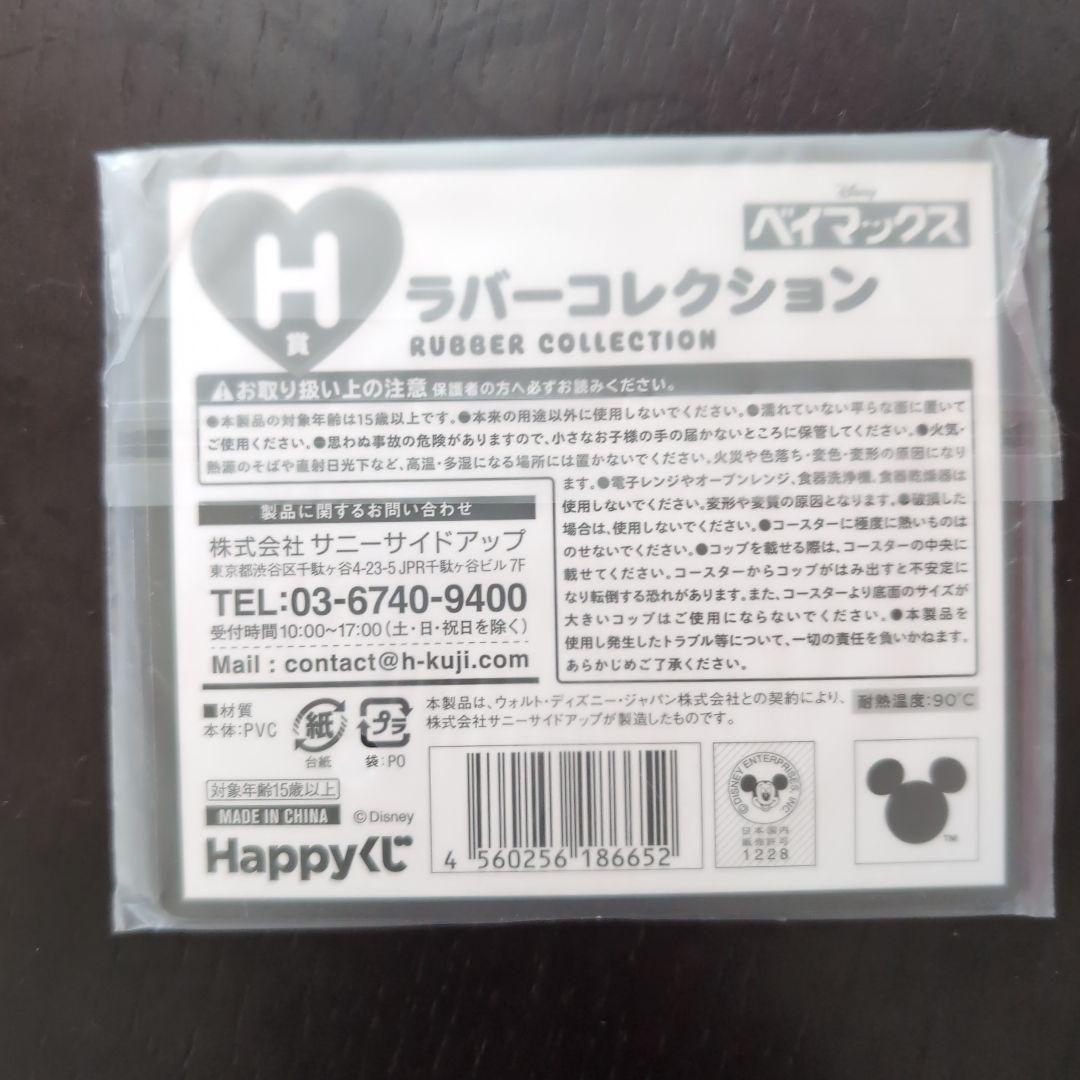 H
賞
Disney
ベイマックス
ラバーコレクション
RUBBER COLLECTION
お取り扱い上の注意 保護者の方へ必ずお読みください。
●本製品の対象年齢は15歳以上です。●本来の用途以外に使用しないでください。●濡れていない平らな面に置いて
ご使用ください。●思わぬ事故の危険がありますので、小さなお子様の手の届かないところに保管してください。●火気・
熱源のそばや直射日光下など、高温・多湿になる場所には置かないでください。火災や色落ち・変色・変形の原因になり
ます。●電子レンジやオーブンレンジ、食器洗浄機、食器乾燥器は
使用しないでください。変形や変質の原因となります。●破損した
場合は、使用しないでください。●コースターに極度に熱いものは
のせないでください。●コップを載せる際は、コースターの中央に
載せてください。コースターからコップがはみ出すと不安定に
なり転倒する恐れがあります。また、コースターより底面のサイズが
大きいコップはご使用にならないでください。●本製品を
使用し発生したトラブル等について、一切の責任を負いかねます。
あらかじめご了承ください。
製品に関するお問い合わせ
株式会社 サニーサイドアップ
東京都渋谷区千駄ヶ谷4-23-5 JPR千駄ヶ谷ビル 7F
TEL:03-6740-9400
受付時間10:00~17:00(土・日・祝日を除く)
Mail : contact@h-kuji.com
■材質
本体:PVC
紙
台紙
プラ
袋:PO
本製品は、ウォルト・ディズニー・ジャパン株式会社との契約により、
株式会社サニーサイドアップが製造したものです。
耐熱温度:90℃
対象年齢15歳以上
MADE IN CHINA
©Disney
Happyくじ
4 560256 186652
©DISNEY ENTERPRISES, INC.
日本国内
販売許可
1228
TM